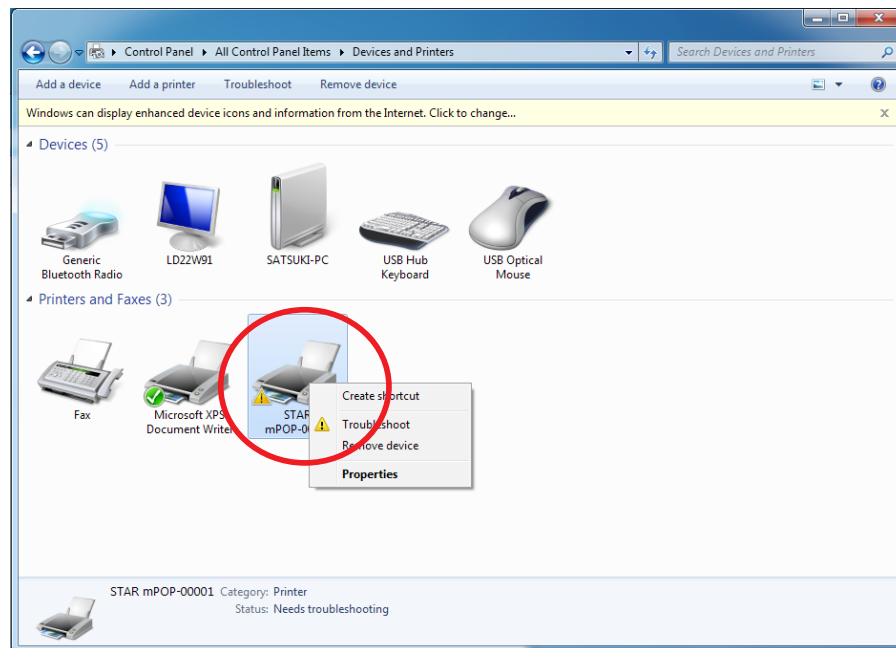 Control Panel ▸ All Control Panel Items ▸ Devices and Printers
Search Devices and Printers
Add a device Add a printer Troubleshoot Remove device
Windows can display enhanced device icons and information from the Internet. Click to change...
Devices (5)
Generic
Bluetooth Radio
LD22W91
SATSUKI-PC
USB Hub
Keyboard
USB Optical
Mouse
Printers and Faxes (3)
Fax
Microsoft XPS
Document Writer
STAR
Create shortcut
Troubleshoot
Remove device
Properties
STAR mPOP-00001 Category: Printer
Status: Needs troubleshooting